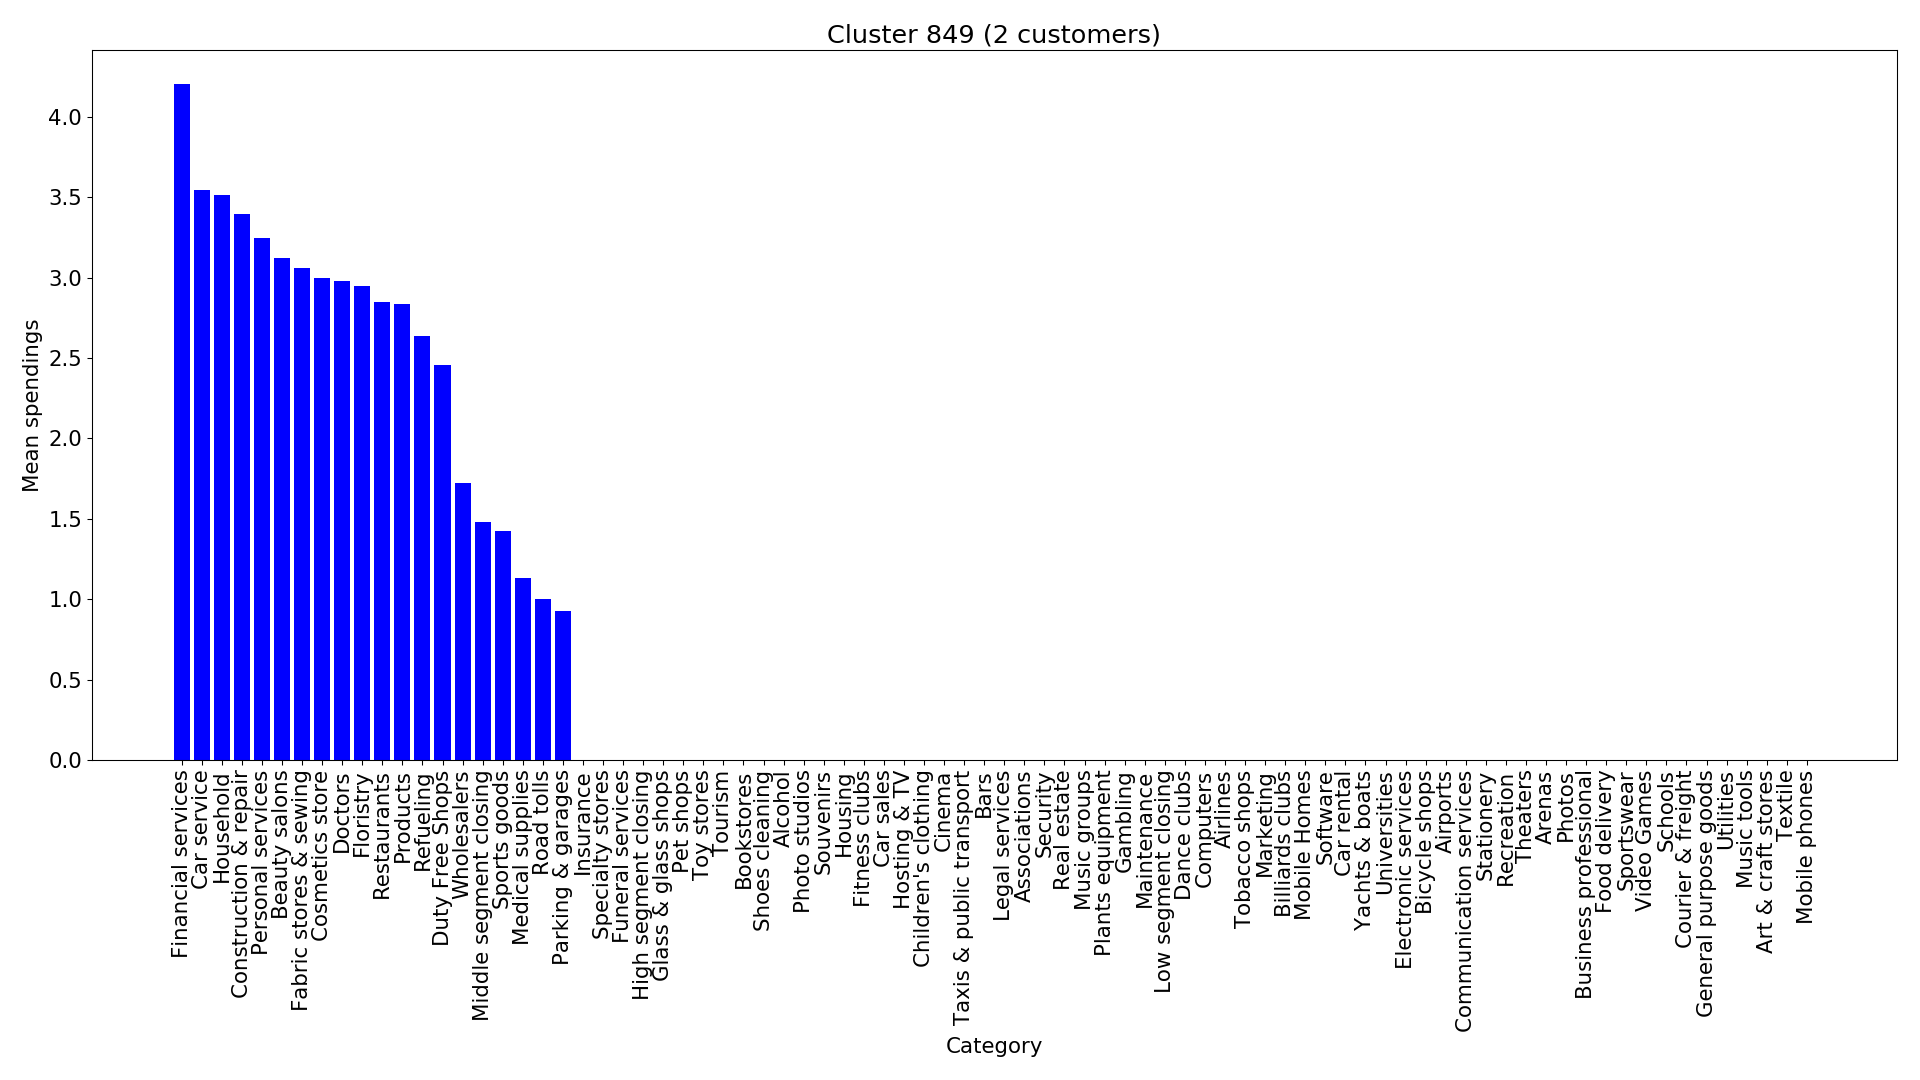 Cluster 849 (2 customers)
Mean spendings
4.0
3.5
3.0
2.5
2.0
1.5
1.0
0.5
0.0
Financial services
Car service
Household
Construction & repair
Personal services
Beauty salons
Fabric stores & sewing
Cosmetics store
Doctors
Floristry
Restaurants
Products
Refueling
Duty Free Shops
Wholesalers
Middle segment closing
Sports goods
Medical supplies
Road tolls
Parking & garages
Insurance
Specialty stores
Funeral services
High segment closing
Glass & glass shops
Pet shops
Toy stores
Tourism
Bookstores
Shoes cleaning
Alcohol
Photo studios
Souvenirs
Housing
Fitness clubs
Car sales
Hosting & TV
Children's clothing
Cinema
Taxis & public transport
Bars
Legal services
Associations
Security
Real estate
Music groups
Plants equipment
Gambling
Maintenance
Low segment closing
Dance clubs
Computers
Airlines
Tobacco shops
Marketing
Billiards clubs
Mobile Homes
Software
Car rental
Yachts & boats
Universities
Electronic services
Bicycle shops
Airports
Communication services
Stationery
Recreation
Theaters
Arenas
Photos
Business professional
Food delivery
Sportswear
Video Games
Schools
Courier & freight
General purpose goods
Utilities
Music tools
Art & craft stores
Textile
Mobile phones
Category